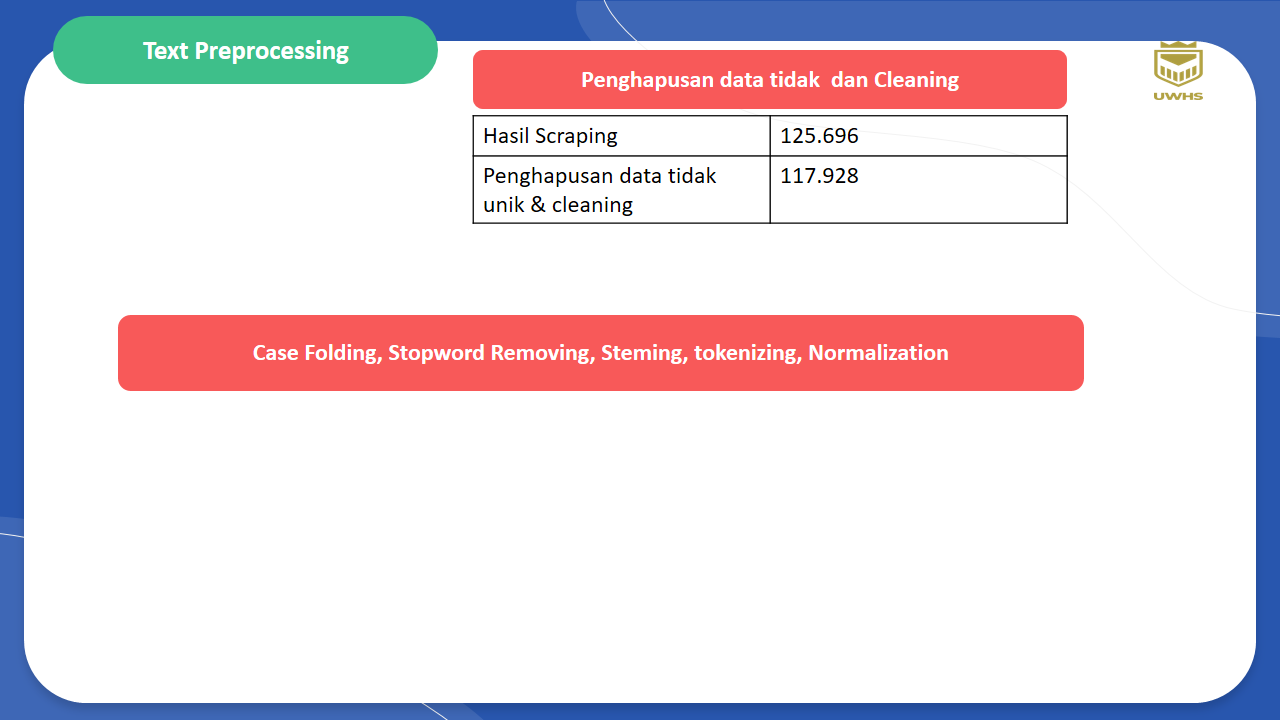 Text Preprocessing
Penghapusan data tidak  dan Cleaning
UWHS
Hasil Scraping 125.696
Penghapusan data tidak 117.928
unik & cleaning
Case Folding, Stopword Removing, Steming, tokenizing, Normalization